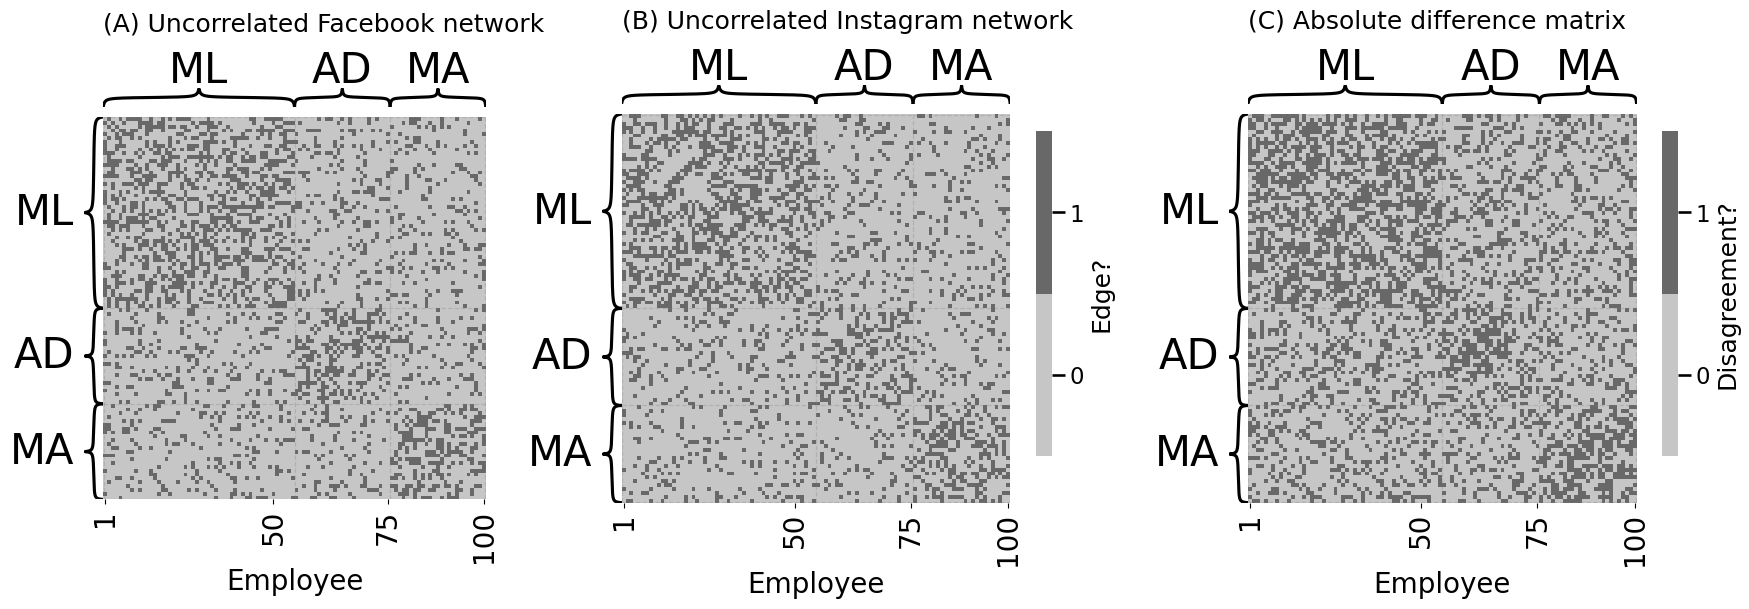 (A) Uncorrelated Facebook network
ML AD MA
ML
AD
MA
1 50 75 100
Employee
(B) Uncorrelated Instagram network
ML AD MA
ML
AD
MA
1 50 75 100
Employee
1
0
Edge?
(C) Absolute difference matrix
ML AD MA
ML
AD
MA
1 50 75 100
Employee
1
0
Disagreement?